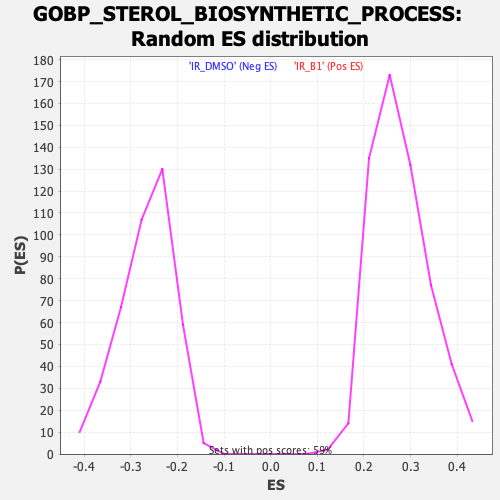 GOBP_STEROL_BIOSYNTHETIC_PROCESS:
Random ES distribution
'IR_DMSO' (Neg ES) 'IR_B1' (Pos ES)
180
170
160
150
140
130
120
110
100
90
80
70
60
50
40
30
20
10
0
P(ES)
Sets with pos scores: 59%
-0.4 -0.3 -0.2 -0.1 0.0 0.1 0.2 0.3 0.4
ES